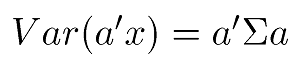 Var(a′x) = a′Σa